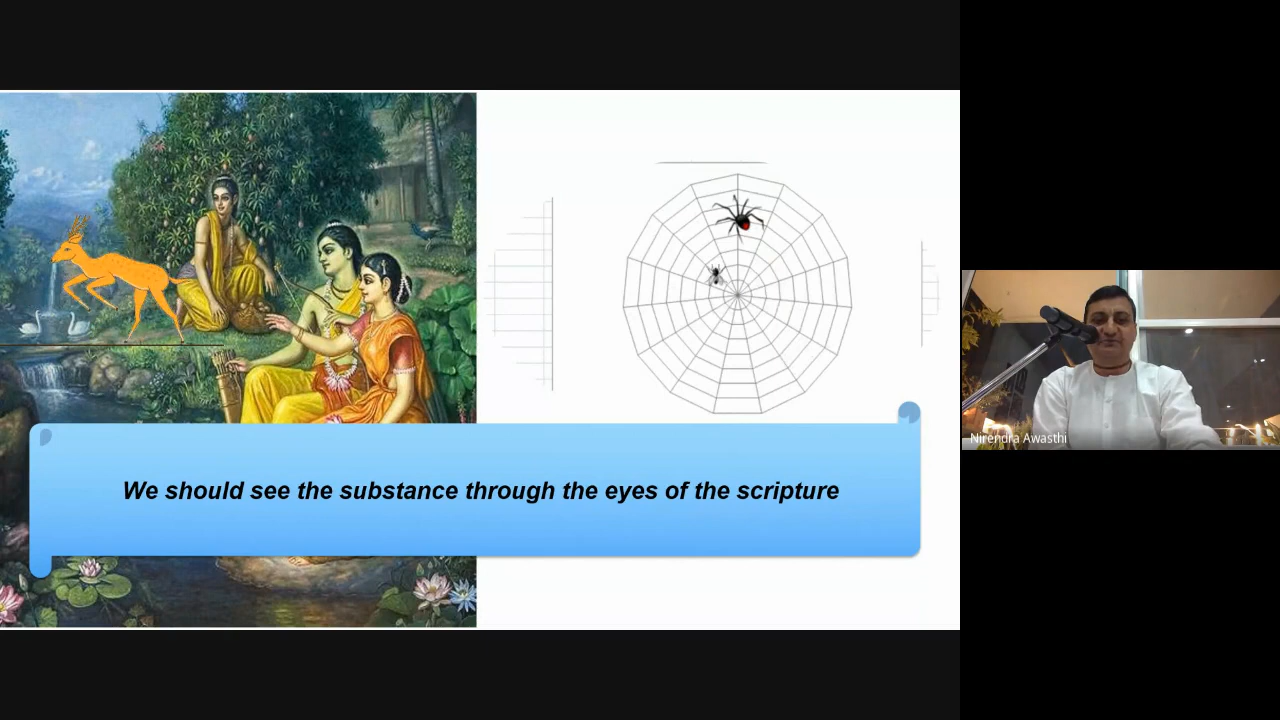 We should see the substance through the eyes of the scripture
Nirendra Awasthi